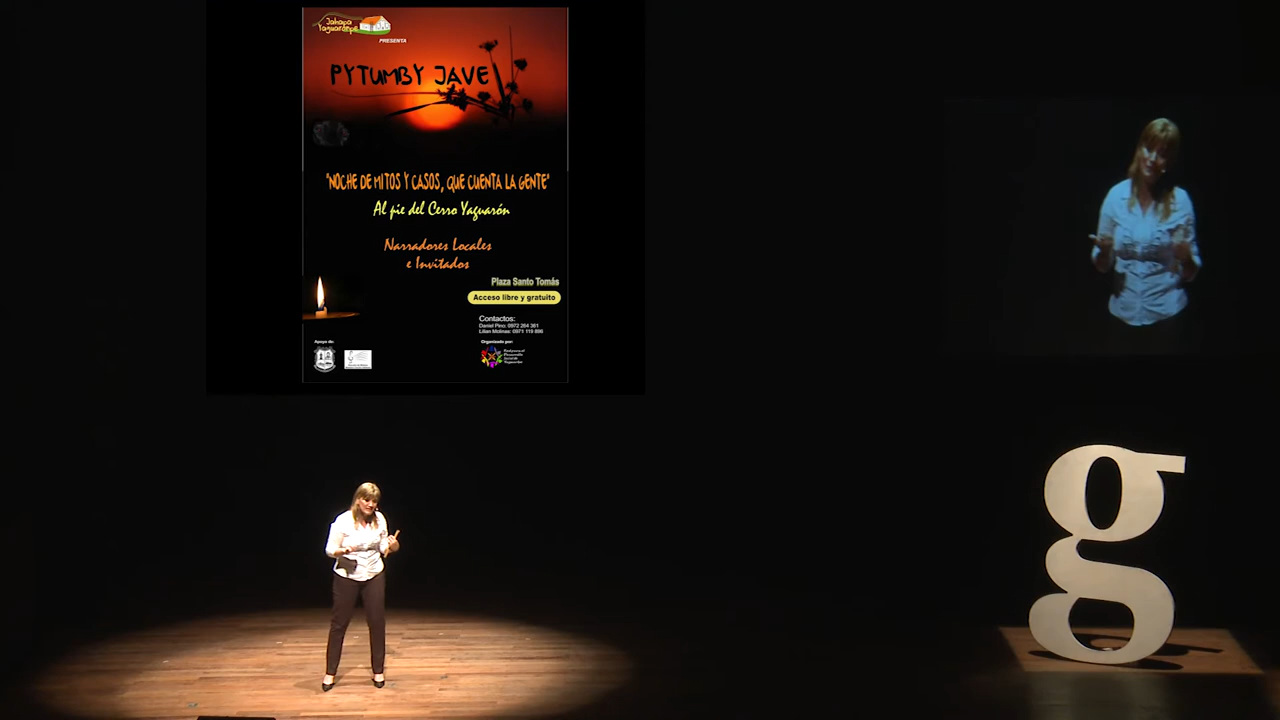 Jahapa
Yaguarónpe
PRESENTA
PYTUMBY JAVE
"NOCHE DE MITOS Y CASOS, QUE CUENTA LA GENTE"
Al pie del Cerro Yaguarón
Narradores Locales
e Invitados
Plaza Santo Tomás
Acceso libre y gratuito
Contactos:
Daniel Pino: 0972 264 361
Lilian Molinas: 0971 119 896
Apoyo de:
Organizado por:
g